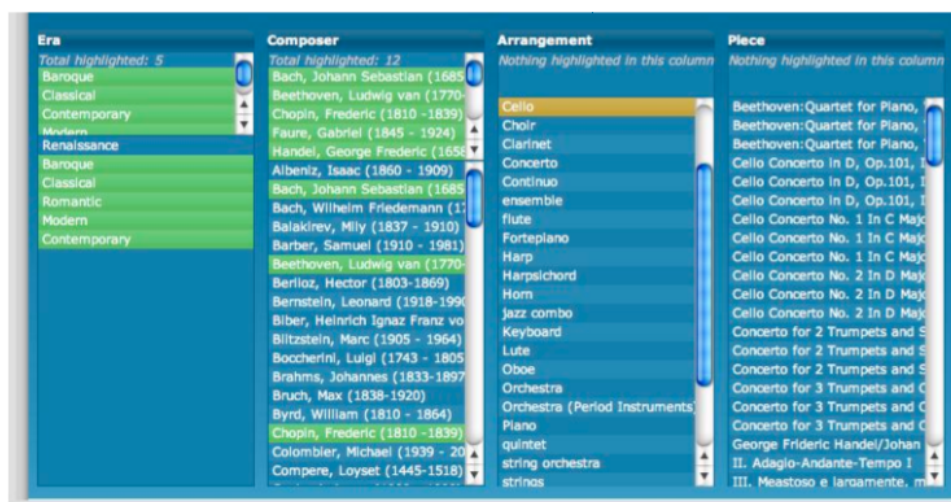 Era
Total highlighted: 5
Baroque
Classical
Contemporary
Modern
Renaissance
Baroque
Classical
Romantic
Modern
Contemporary
Composer
Total highlighted: 12
Bach, Johann Sebastian (1685
Beethoven, Ludwig van (1770-
Chopin, Frederic (1810 -1839)
Faure, Gabriel (1845 - 1924)
Handel, George Frederic (1658
Albeniz, Isaac (1860 - 1909)
Bach, Johann Sebastian (1685
Bach, Wilhelm Friedemann (17
Balakirev, Mily (1837 - 1910)
Barber, Samuel (1910 - 1981)
Beethoven, Ludwig van (1770-
Berlioz, Hector (1803-1869)
Bernstein, Leonard (1918-1990
Biber, Heinrich Ignaz Franz vo
Blitzstein, Marc (1905 - 1964)
Boccherini, Luigi (1743 - 1805
Brahms, Johannes (1833-1897
Bruch, Max (1838-1920)
Byrd, William (1810 - 1864)
Chopin, Frederic (1810 -1839)
Colombier, Michael (1939 - 20
Compere, Loyset (1445-1518)
Arrangement
Nothing highlighted in this column
Cello
Choir
Clarinet
Concerto
Continuo
ensemble
flute
Fortepiano
Harp
Harpsichord
Horn
jazz combo
Keyboard
Lute
Oboe
Orchestra
Orchestra (Period Instruments)
Piano
quintet
string orchestra
strings
Piece
Nothing highlighted in this column
Beethoven:Quartet for Piano,
Beethoven:Quartet for Piano,
Beethoven:Quartet for Piano,
Cello Concerto in D, Op.101, I
Cello Concerto in D, Op.101, I
Cello Concerto in D, Op.101, I
Cello Concerto No. 1 In C Majo
Cello Concerto No. 1 In C Majo
Cello Concerto No. 1 In C Majo
Cello Concerto No. 2 In D Majo
Cello Concerto No. 2 In D Majo
Cello Concerto No. 2 In D Majo
Concerto for 2 Trumpets and S
Concerto for 2 Trumpets and S
Concerto for 2 Trumpets and S
Concerto for 3 Trumpets and O
Concerto for 3 Trumpets and O
Concerto for 3 Trumpets and O
George Frideric Handel/Johan
II. Adagio-Andante-Tempo I
III. Meastoso e largamente, m